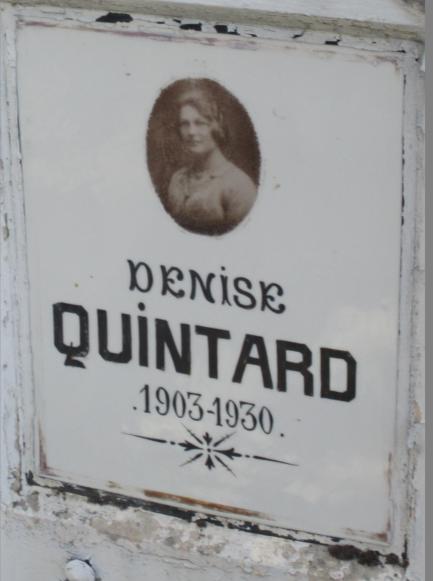 DENiSE
QUiNTARD
.1903-1930.